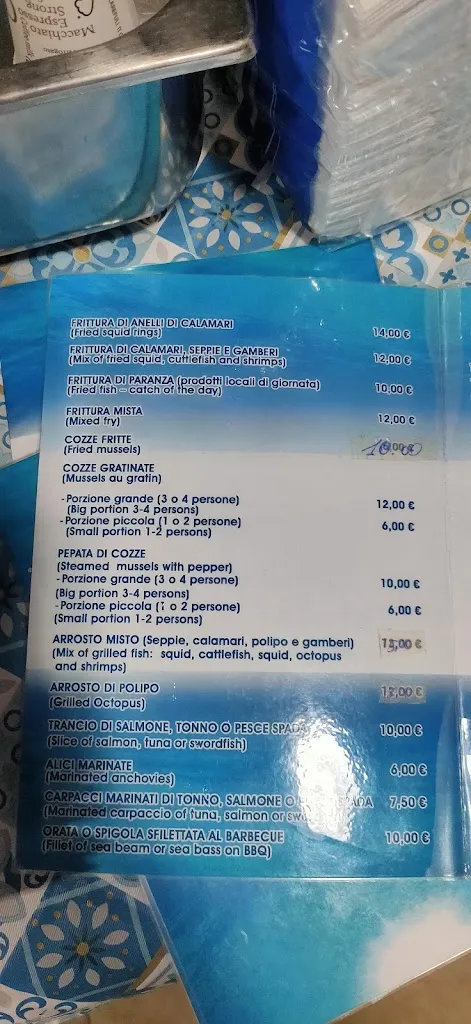 Macchiato
Espresso
Strong
FRITTURA DI ANELLI DI CALAMARI
(Fried squid rings) 14,00 €
FRITTURA DI CALAMARI, SEPPIE E GAMBERI
(Mix of fried squid, cuttlefish and shrimps) 12,00 €
FRITTURA DI PARANZA (prodotti locali di giornata)
(Fried fish – catch of the day) 10,00 €
FRITTURA MISTA
(Mixed fry) 12,00 €
COZZE FRITTE
(Fried mussels) 10.00
COZZE GRATINATE
(Mussels au gratin)
-Porzione grande (3 o 4 persone) 12,00 €
(Big portion 3-4 persons)
-Porzione piccola (1 o 2 persone) 6,00 €
(Small portion 1-2 persons)
PEPATA DI COZZE
(Steamed mussels with pepper)
-Porzione grande (3 o 4 persone) 10,00 €
(Big portion 3-4 persons)
-Porzione piccola (1 o 2 persone) 6,00 €
(Small portion 1-2 persons)
ARROSTO MISTO (Seppie, calamari, polipo e gamberi) 13,00 €
(Mix of grilled fish: squid, cattlefish, squid, octopus
and shrimps)
ARROSTO DI POLIPO 12,00 €
(Grilled Octopus)
TRANCIO DI SALMONE, TONNO O PESCE SPADA 10,00 €
(Slice of salmon, tuna or swordfish)
ALICI MARINATE 6,00 €
(Marinated anchovies)
CARPACCI MARINATI DI TONNO, SALMONE O 7,50 €
(Marinated carpaccio of tuna, salmon or
ORATA O SPIGOLA SFILETTATA AL BARBECUE 10,00 €
(Fillet of sea beam or sea bass on BBQ)